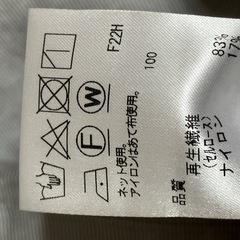 F22H
100
F
W
ネット使用。
アイロンはあて布使用。
品質
再生繊維
(セルロース)
83%
ナイロン
17%